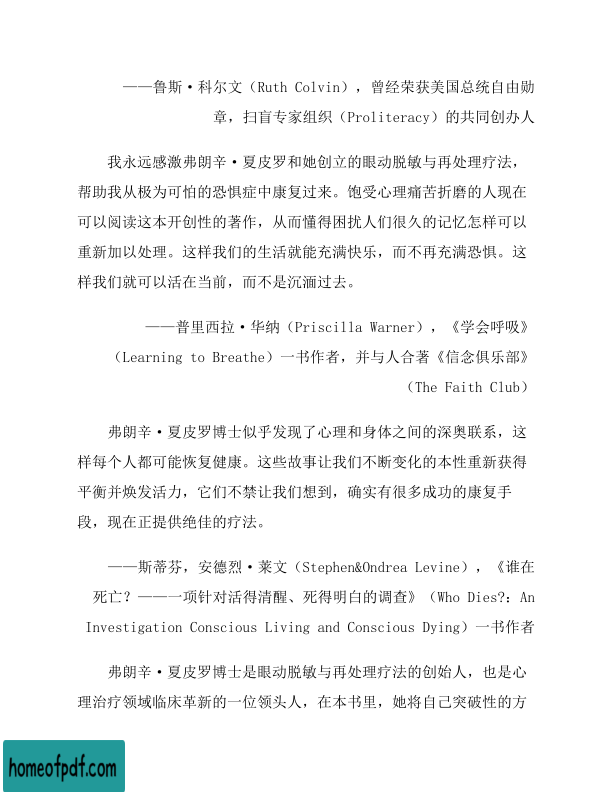 ——鲁斯·科尔文（Ruth Colvin），曾经荣获美国总统自由勋
章，扫盲专家组织（Proliteracy）的共同创办人
我永远感激弗朗辛·夏皮罗和她创立的眼动脱敏与再处理疗法，
帮助我从极为可怕的恐惧症中康复过来。饱受心理痛苦折磨的人现在
可以阅读这本开创性的著作，从而懂得困扰人们很久的记忆怎样可以
重新加以处理。这样我们的生活就能充满快乐，而不再充满恐惧。这
样我们就可以活在当前，而不是沉湎过去。
——普里西拉·华纳（Priscilla Warner），《学会呼吸》
（Learning to Breathe）一书作者，并与人合著《信念俱乐部》
（The Faith Club）
弗朗辛·夏皮罗博士似乎发现了心理和身体之间的深奥联系，这
样每个人都可能恢复健康。这些故事让我们不断变化的本性重新获得
平衡并焕发活力，它们不禁让我们想到，确实有很多成功的康复手
段，现在正提供绝佳的疗法。
——斯蒂芬，安德烈·莱文（Stephen&Ondrea Levine），《谁在
死亡？——一项针对活得清醒、死得明白的调查》（Who Dies?：An
Investigation Conscious Living and Conscious Dying）一书作者
弗朗辛·夏皮罗博士是眼动脱敏与再处理疗法的创始人，也是心
理治疗领域临床革新的一位领头人，在本书里，她将自己突破性的方
homeofpdf.com